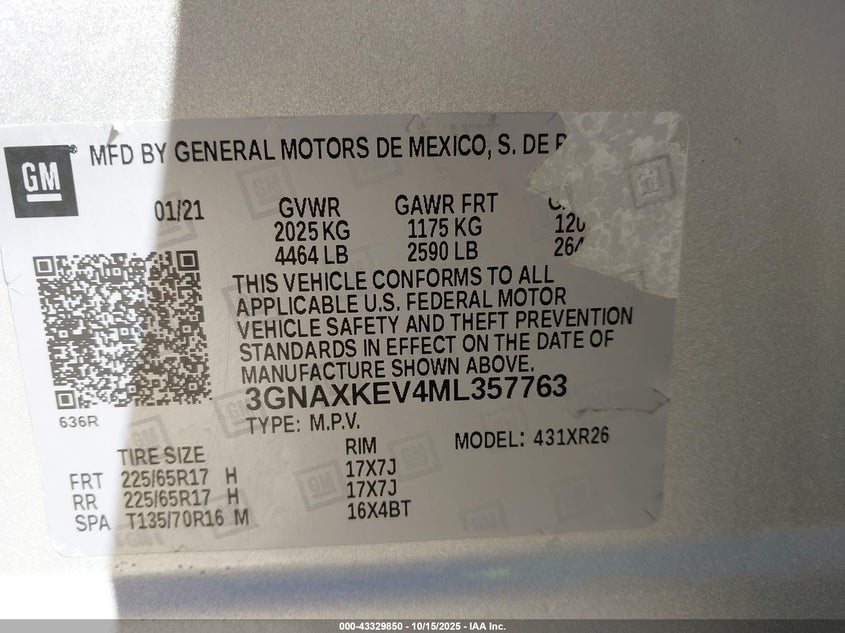 GM ® MFD BY GENERAL MOTORS DE MEXICO, S. DE
01/21 GVWR GAWR FRT
2025 KG 1175 KG
4464 LB 2590 LB
THIS VEHICLE CONFORMS TO ALL
APPLICABLE U.S. FEDERAL MOTOR
VEHICLE SAFETY AND THEFT PREVENTION
STANDARDS IN EFFECT ON THE DATE OF
MANUFACTURE SHOWN ABOVE.
3GNAXKEV4ML357763
636R
TYPE: M.P.V.
TIRE SIZE RIM MODEL: 431XR26
FRT 225/65R17 H 17X7J
RR 225/65R17 H 17X7J
SPA T135/70R16 M 16X4BT
000-43329850 - 10/15/2025 - IAA Inc.